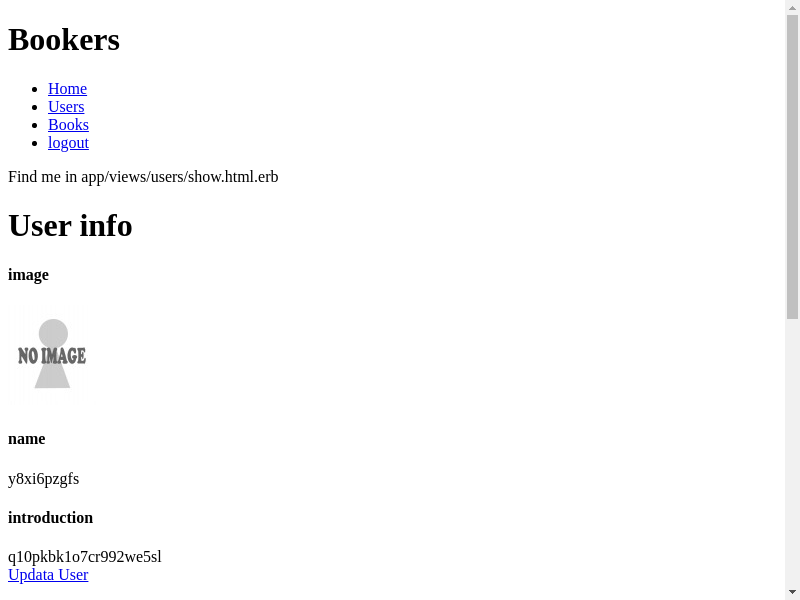 Bookers
Home
Users
Books
logout
Find me in app/views/users/show.html.erb
User info
image
NO IMAGE
name
y8xi6pzgfs
introduction
q10pkbk1o7cr992we5sl
Updata User